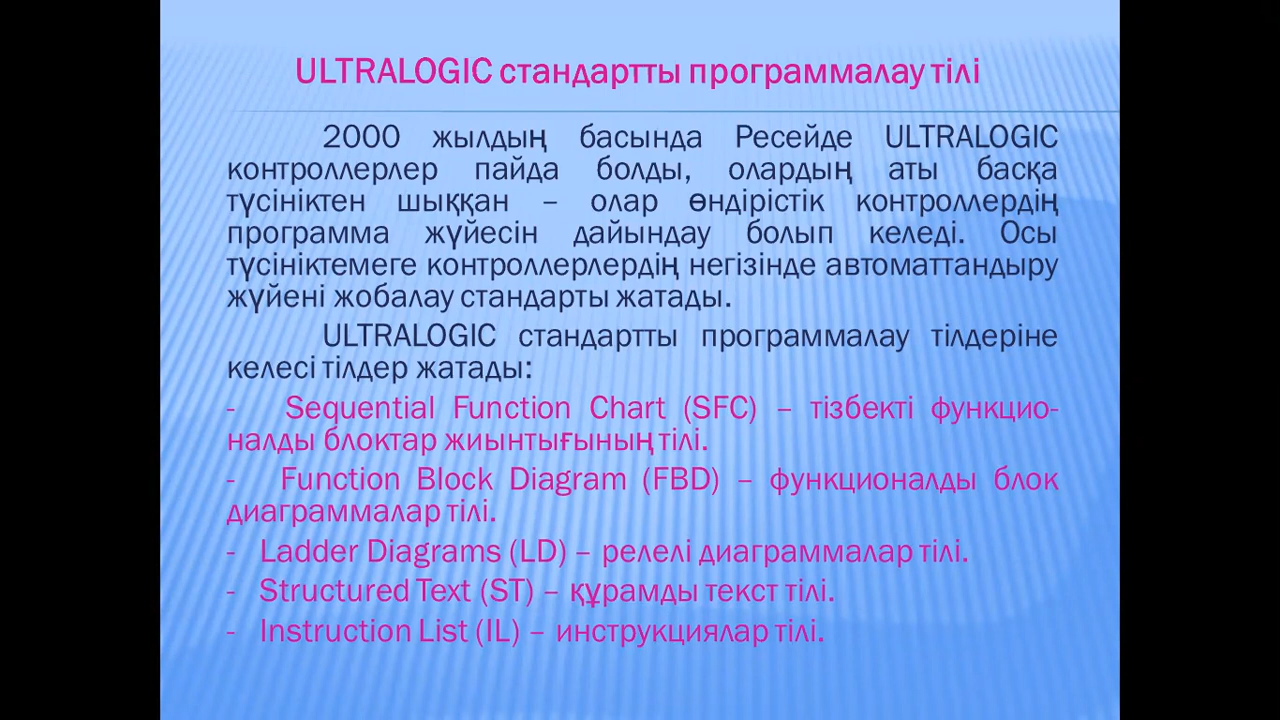 ULTRALOGIC стандартты программалау тілі
2000 жылдың басында Ресейде ULTRALOGIC
контроллерлер пайда болды, олардың аты басқа
түсініктен шыққан – олар өндірістік контроллердің
программа жүйесін дайындау болып келеді. Осы
түсініктемеге контроллерлердің негізінде автоматтандыру
жүйені жобалау стандарты жатады.
ULTRALOGIC стандартты программалау тілдеріне
келесі тілдер жатады:
- Sequential Function Chart (SFC) – тізбекті функцио-
налды блоктар жиынтығының тілі.
- Function Block Diagram (FBD) – функционалды блок
диаграммалар тілі.
- Ladder Diagrams (LD) – релелі диаграммалар тілі.
- Structured Text (ST) – құрамды текст тілі.
- Instruction List (IL) – инструкциялар тілі.